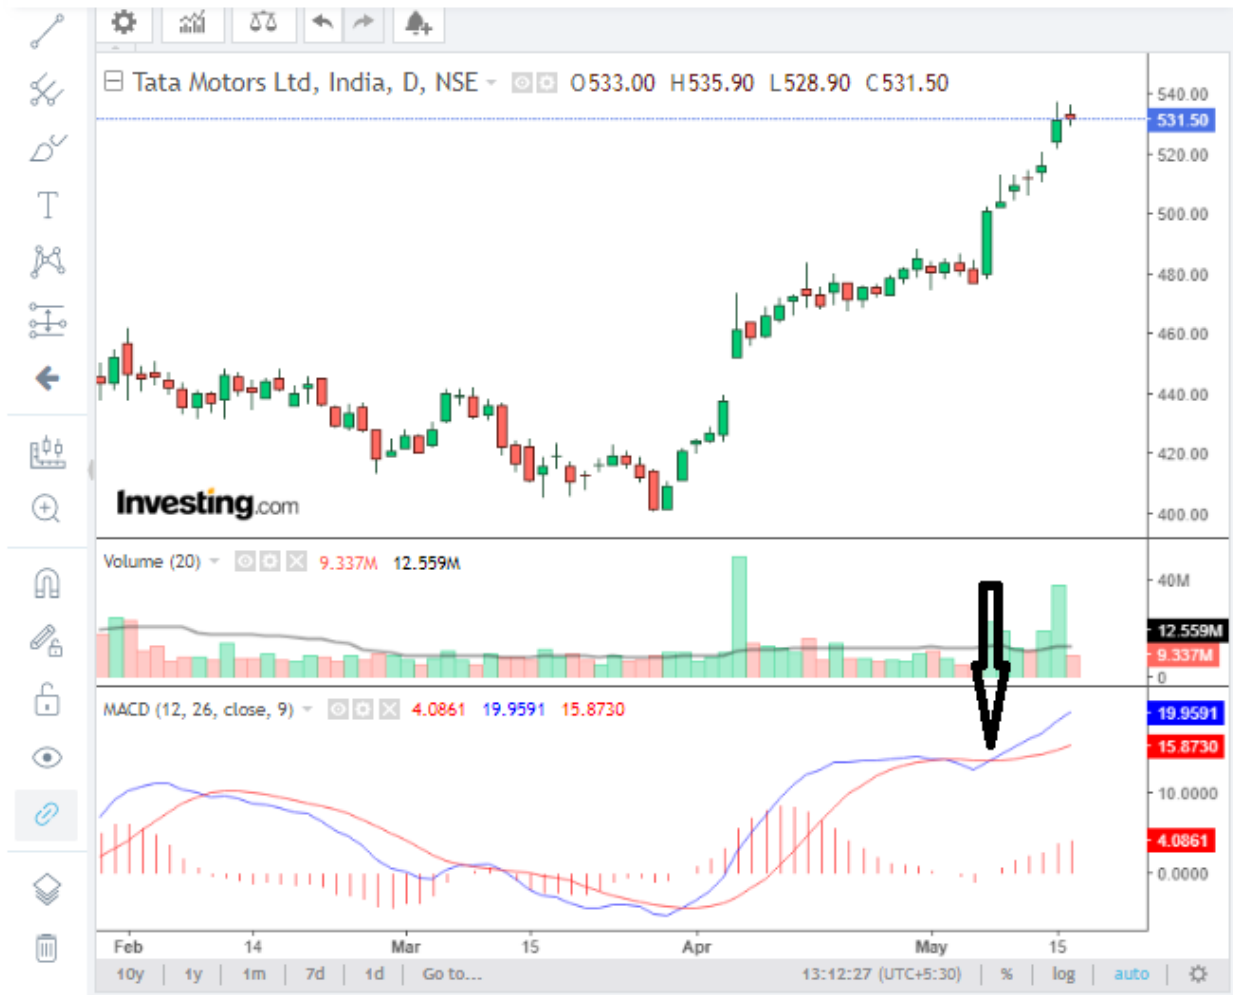 Tata Motors Ltd, India, D, NSE O533.00 H535.90 L528.90 C531.50
540.00
531.50
520.00
500.00
480.00
460.00
440.00
420.00
400.00
Investing.com
Volume (20) 9.337M 12.559M
40M
12.559M
9.337M
0
MACD (12, 26, close, 9) 4.0861 19.9591 15.8730
19.9591
15.8730
10.0000
4.0861
0.0000
Feb 14 Mar 15 Apr May 15
10y 1y 1m 7d 1d Go to... 13:12:27 (UTC+5:30) % log auto